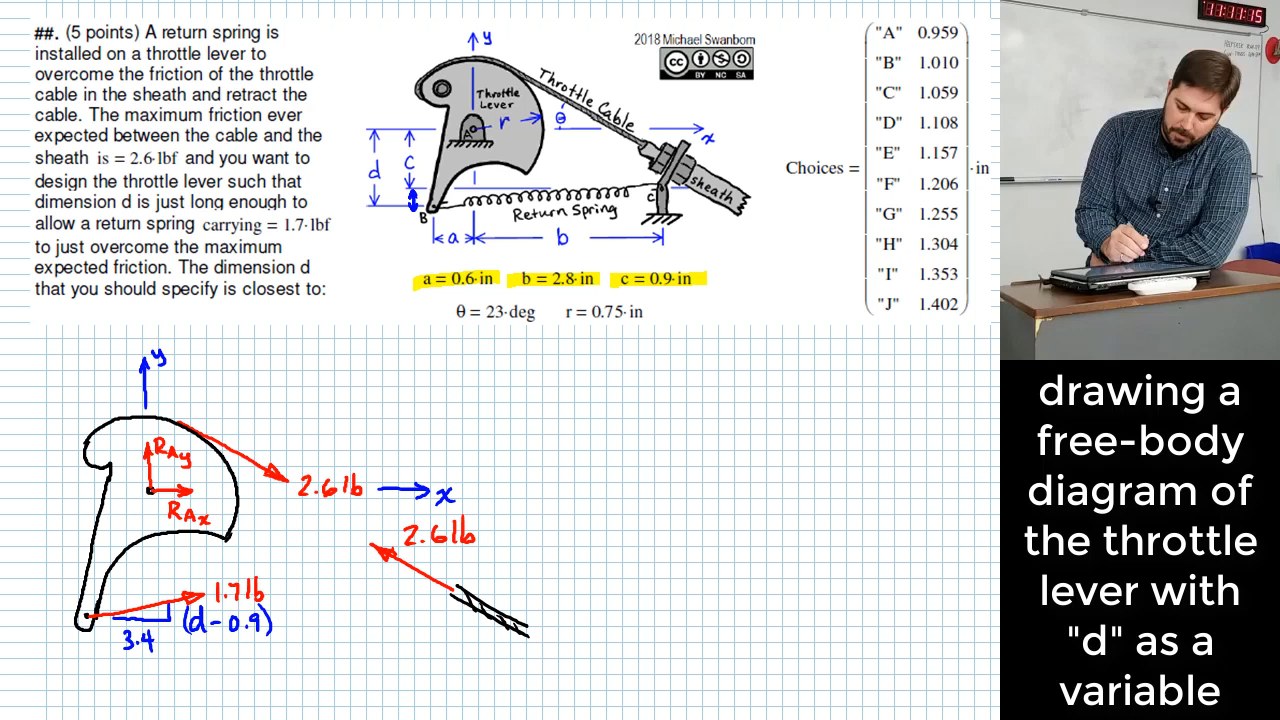 ##. (5 points) A return spring is
installed on a throttle lever to
overcome the friction of the throttle
cable in the sheath and retract the
cable. The maximum friction ever
expected between the cable and the
sheath is = 2.6·lbf and you want to
design the throttle lever such that
dimension d is just long enough to
allow a return spring carrying = 1.7·lbf
to just overcome the maximum
expected friction. The dimension d
that you should specify is closest to:
y
2018 Michael Swanbom
cc
BY NC SA
Throttle Cable
Throttle
Lever
θ
r
A
x
d
c
sheath
B
C
Return Spring
a
b
a = 0.6·in b = 2.8·in c = 0.9·in
θ = 23·deg r = 0.75·in
Choices =
"A" 0.959
"B" 1.010
"C" 1.059
"D" 1.108
"E" 1.157
"F" 1.206
"G" 1.255
"H" 1.304
"I" 1.353
"J" 1.402
·in
y
RAy
RAx
2.6 lb
x
2.6 lb
1.7 lb
(d - 0.9)
3.4
17:11:15
drawing a
free-body
diagram of
the throttle
lever with
"d" as a
variable